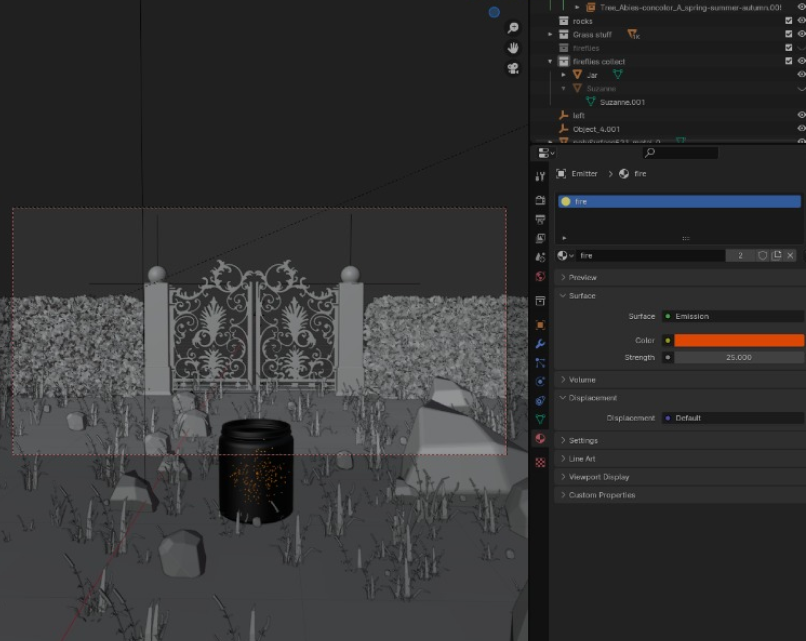 Tree_Abies-concolor_A_spring-summer-autumn.001
rocks
Grass stuff
fireflies
fireflies collect
Jar
Suzanne
Suzanne.001
left
Object_4.001
Emitter > fire
fire
fire 2
Preview
Surface
Surface Emission
Color
Strength 25.000
Volume
Displacement
Displacement Default
Settings
Line Art
Viewport Display
Custom Properties